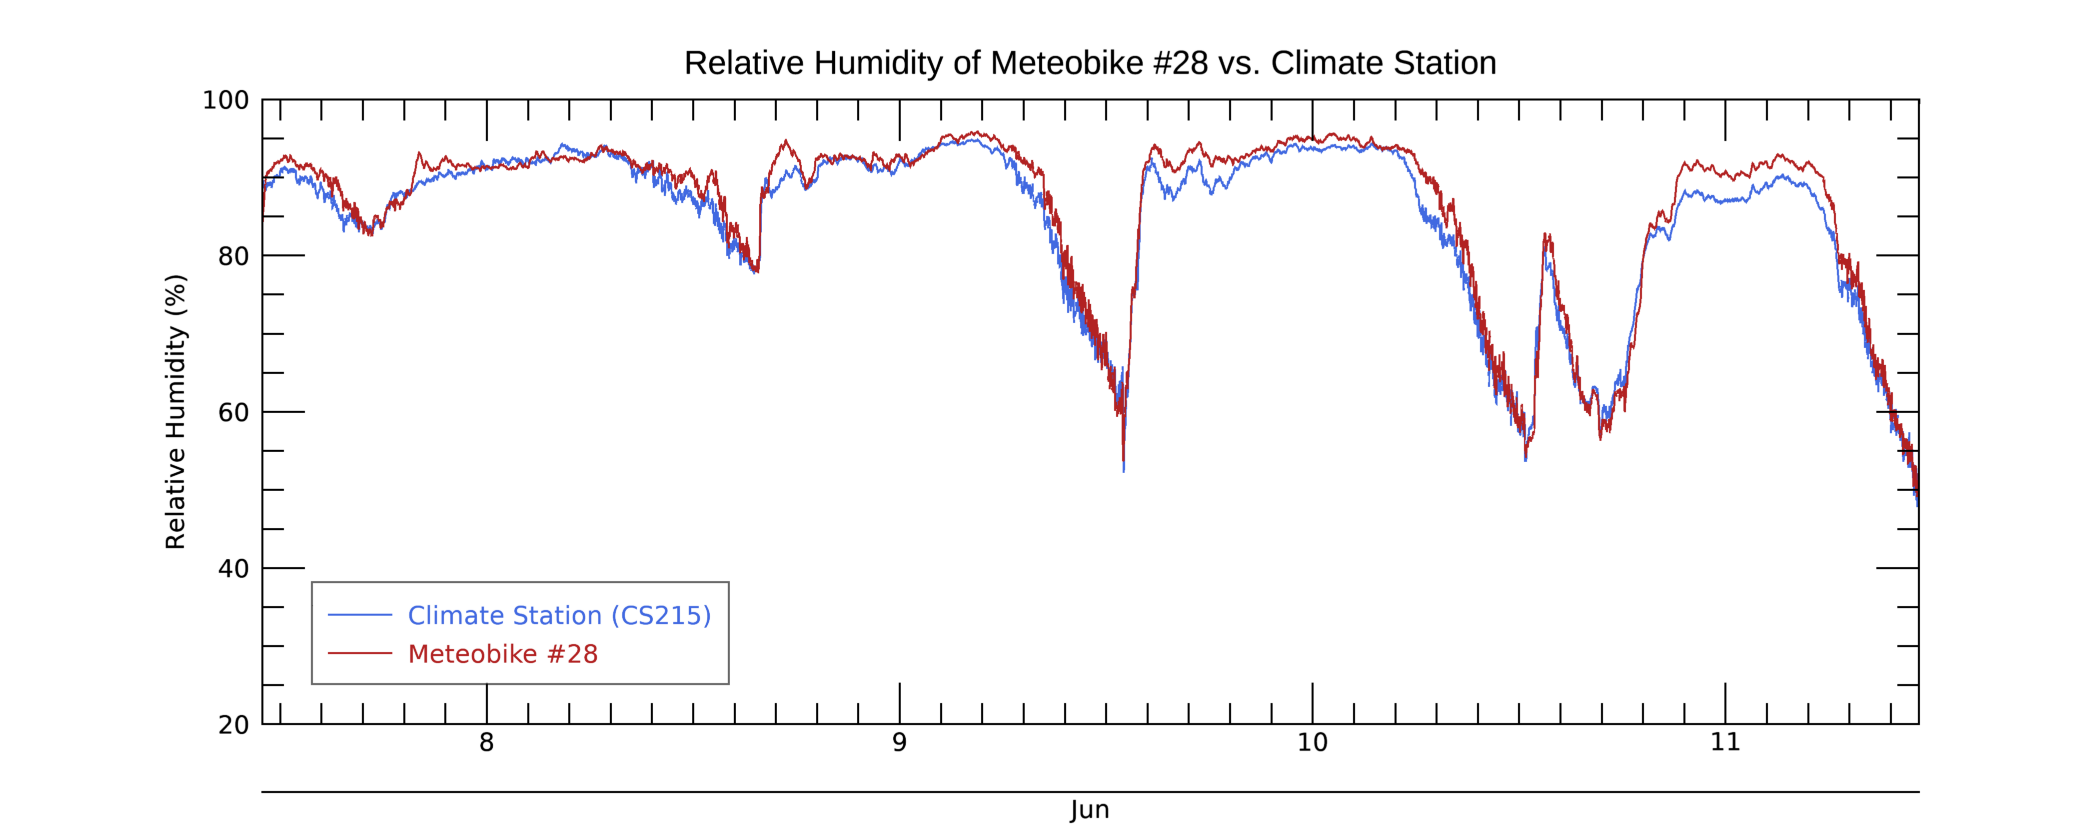 Relative Humidity of Meteobike #28 vs. Climate Station
100
80
60
40
20
Relative Humidity (%)
Climate Station (CS215)
Meteobike #28
8 9 10 11
Jun